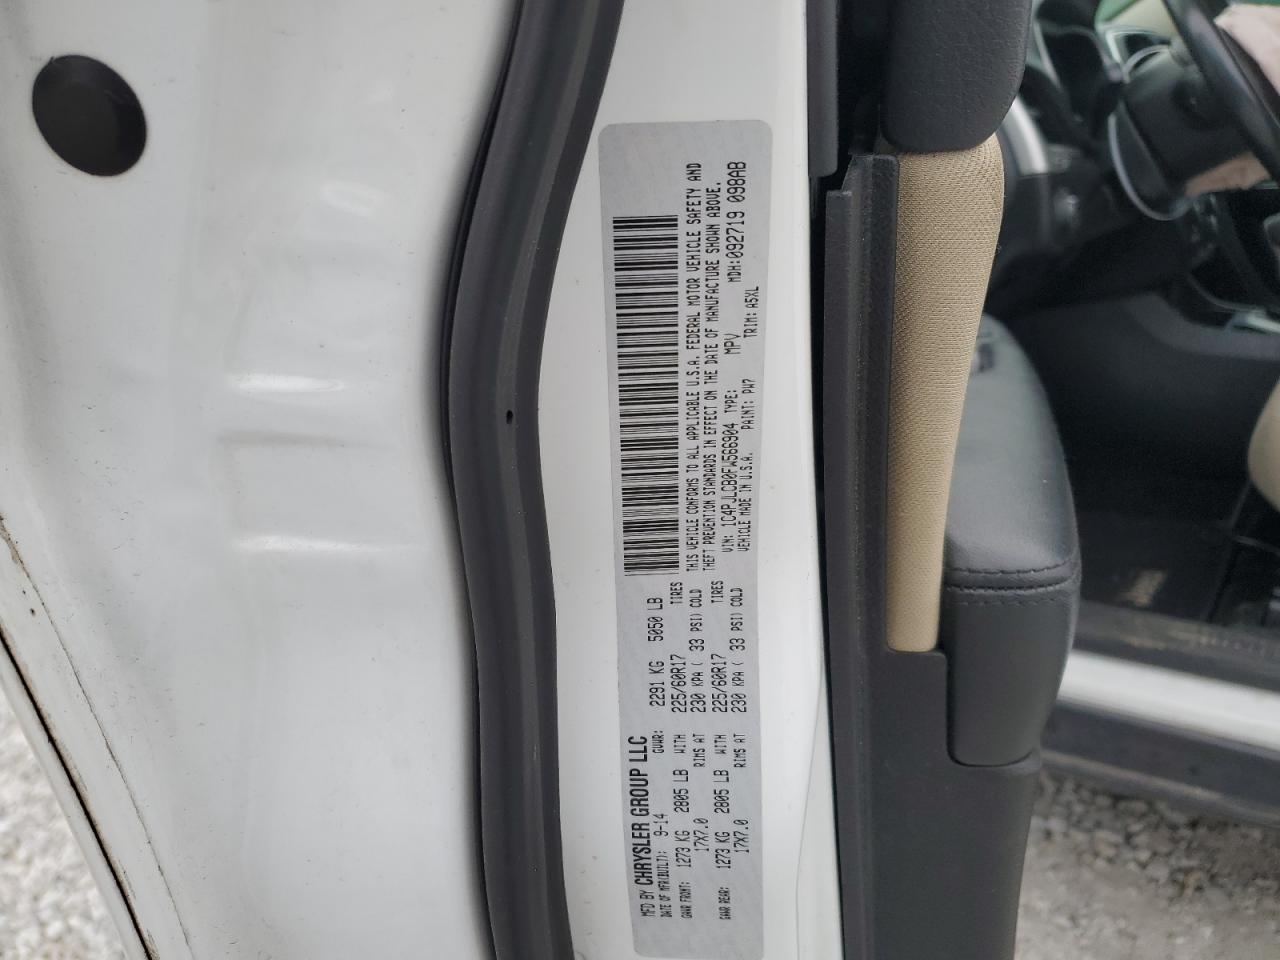 MFD BY CHRYSLER GROUP LLC
DATE OF MFR(BUILT): 9-14 GVWR: 2291 KG 5050 LB
GAWR FRONT: 1273 KG 2805 LB WITH 225/60R17 TIRES
17X7.0 RIMS AT 230 KPA ( 33 PSI) COLD
GAWR REAR: 1273 KG 2805 LB WITH 225/60R17 TIRES
17X7.0 RIMS AT 230 KPA ( 33 PSI) COLD
THIS VEHICLE CONFORMS TO ALL APPLICABLE U.S.A. FEDERAL MOTOR VEHICLE SAFETY AND
THEFT PREVENTION STANDARDS IN EFFECT ON THE DATE OF MANUFACTURE SHOWN ABOVE.
VIN: 1C4PJLCB0FW566904 TYPE: MPV MDH:092719 098AB
VEHICLE MADE IN U.S.A. PAINT: PW7 TRIM: A5XL